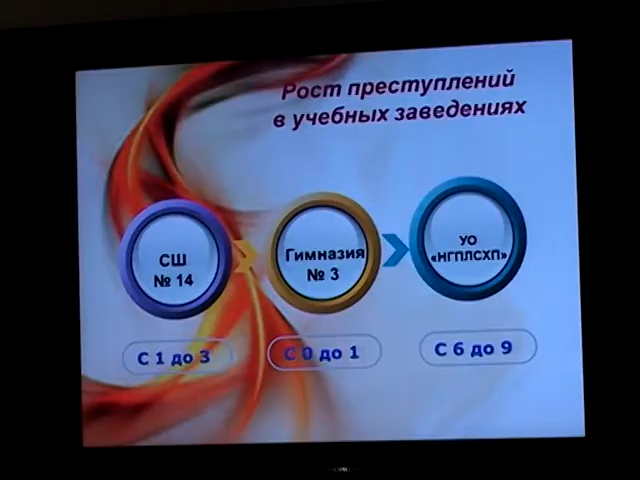 Рост преступлений
в учебных заведениях
СШ
№ 14
Гимназия
№ 3
УО
«НГПЛСХП»
С 1 до 3
С 0 до 1
С 6 до 9